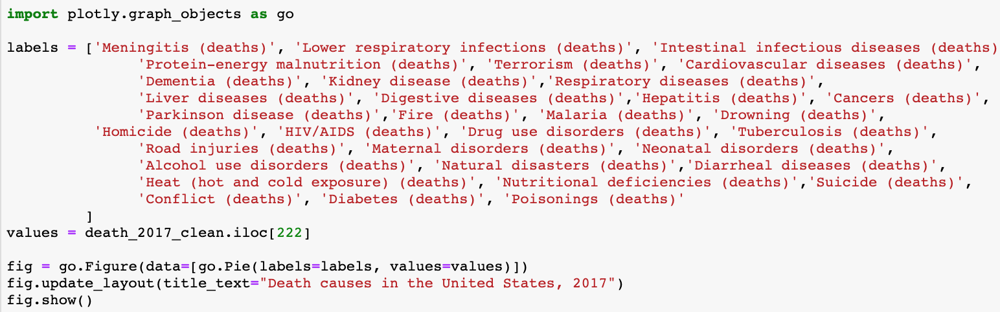 import plotly.graph_objects as go
labels = ['Meningitis (deaths)', 'Lower respiratory infections (deaths)', 'Intestinal infectious diseases (deaths)
'Protein-energy malnutrition (deaths)', 'Terrorism (deaths)', 'Cardiovascular diseases (deaths)',
'Dementia (deaths)', 'Kidney disease (deaths)','Respiratory diseases (deaths)',
'Liver diseases (deaths)', 'Digestive diseases (deaths)','Hepatitis (deaths)', 'Cancers (deaths)',
'Parkinson disease (deaths)','Fire (deaths)', 'Malaria (deaths)', 'Drowning (deaths)',
'Homicide (deaths)', 'HIV/AIDS (deaths)', 'Drug use disorders (deaths)', 'Tuberculosis (deaths)',
'Road injuries (deaths)', 'Maternal disorders (deaths)', 'Neonatal disorders (deaths)',
'Alcohol use disorders (deaths)', 'Natural disasters (deaths)','Diarrheal diseases (deaths)',
'Heat (hot and cold exposure) (deaths)', 'Nutritional deficiencies (deaths)','Suicide (deaths)',
'Conflict (deaths)', 'Diabetes (deaths)', 'Poisonings (deaths)'
]
values = death_2017_clean.iloc[222]
fig = go.Figure(data=[go.Pie(labels=labels, values=values)])
fig.update_layout(title_text="Death causes in the United States, 2017")
fig.show()